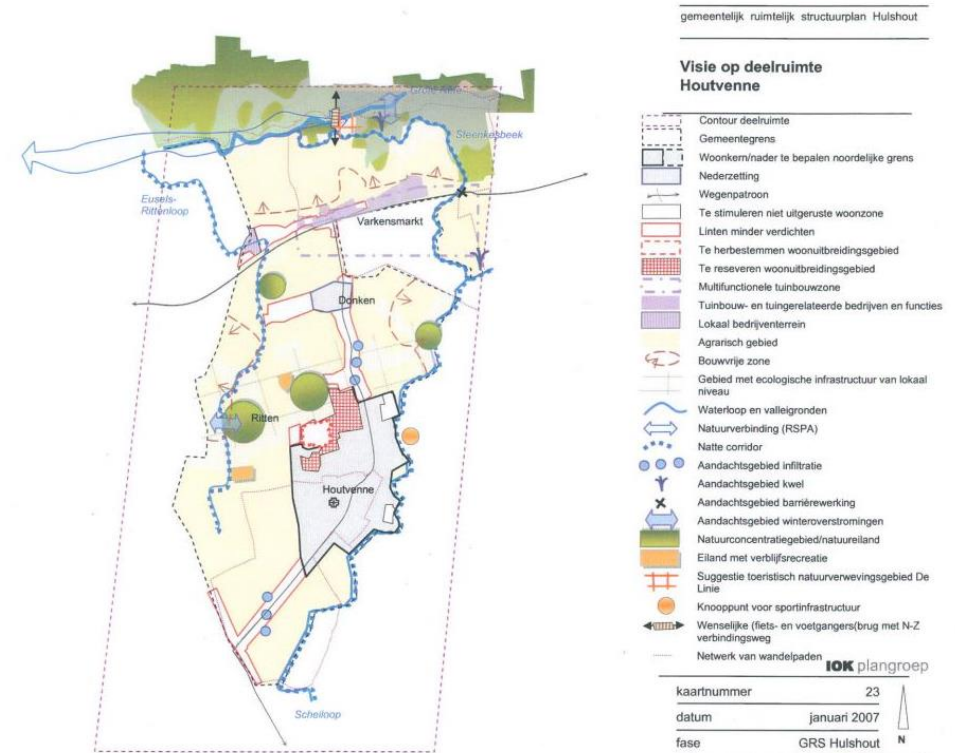 gemeentelijk ruimtelijk structuurplan Hulshout
Visie op deelruimte
Houtvenne
Contour deelruimte
Gemeentegrens
Woonkern/nader te bepalen noordelijke grens
Nederzetting
Wegenpatroon
Te stimuleren niet uitgeruste woonzone
Linten minder verdichten
Te herbestemmen woonuitbreidingsgebied
Te reseveren woonuitbreidingsgebied
Multifunctionele tuinbouwzone
Tuinbouw- en tuingerelateerde bedrijven en functies
Lokaal bedrijventerrein
Agrarisch gebied
Bouwvrije zone
Gebied met ecologische infrastructuur van lokaal
niveau
Waterloop en valleigronden
Natuurverbinding (RSPA)
Natte corridor
Aandachtsgebied infiltratie
Aandachtsgebied kwel
Aandachtsgebied barrièrewerking
Aandachtsgebied winteroverstromingen
Natuurconcentratiegebied/natuureiland
Eiland met verblijfsrecreatie
Suggestie toeristisch natuurverwevingsgebied De
Linie
Knooppunt voor sportinfrastructuur
Wenselijke (fiets- en voetgangers(brug met N-Z
verbindingsweg
Netwerk van wandelpaden
IOK plangroep
kaartnummer 23
datum januari 2007
fase GRS Hulshout
N
Grote Nete
Steenkesbeek
Eusels-
Rittenloop
Varkensmarkt
Donken
Ritten
Houtvenne
Scheiloop